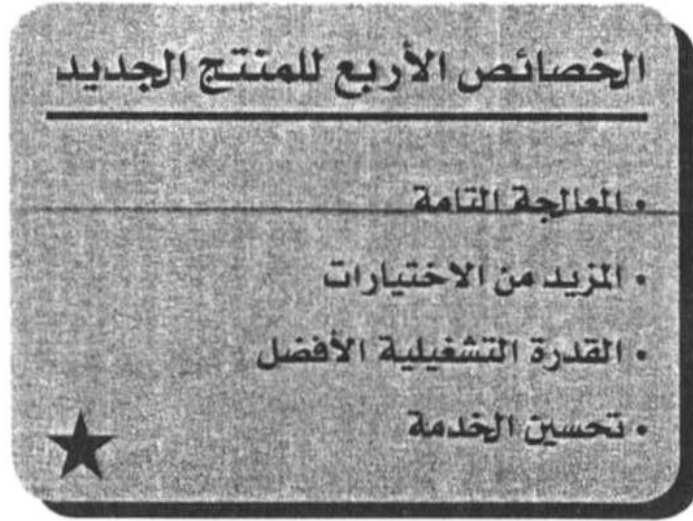 الخصائص الأربع للمنتج الجديد
• المعالجة التامة
• المزيد من الاختيارات
• القدرة التشغيلية الأفضل
• تحسين الخدمة